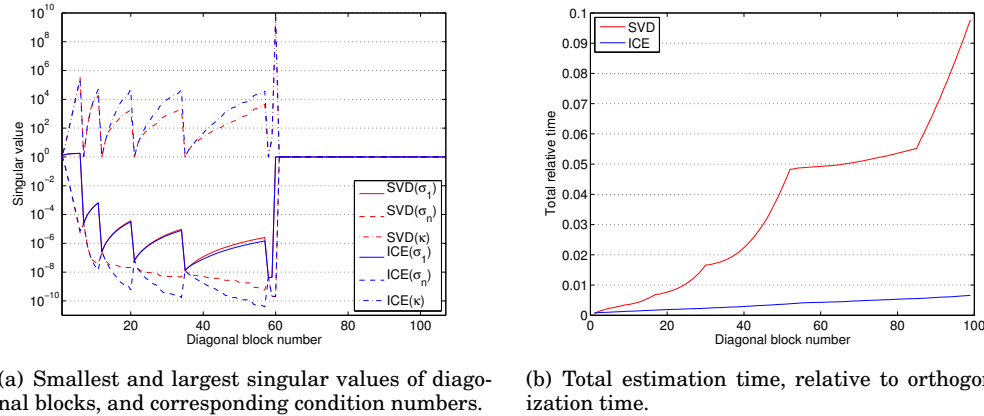 10^10
10^8
10^6
10^4
10^2
10^0
10^-2
10^-4
10^-6
10^-8
10^-10
Singular value
20 40 60 80 100
Diagonal block number
SVD(σ_1)
SVD(σ_n)
SVD(κ)
ICE(σ_1)
ICE(σ_n)
ICE(κ)
0.1
0.09
0.08
0.07
0.06
0.05
0.04
0.03
0.02
0.01
0
Total relative time
0 20 40 60 80 100
Diagonal block number
SVD
ICE
(a) Smallest and largest singular values of diago-
nal blocks, and corresponding condition numbers.
(b) Total estimation time, relative to orthogon
ization time.